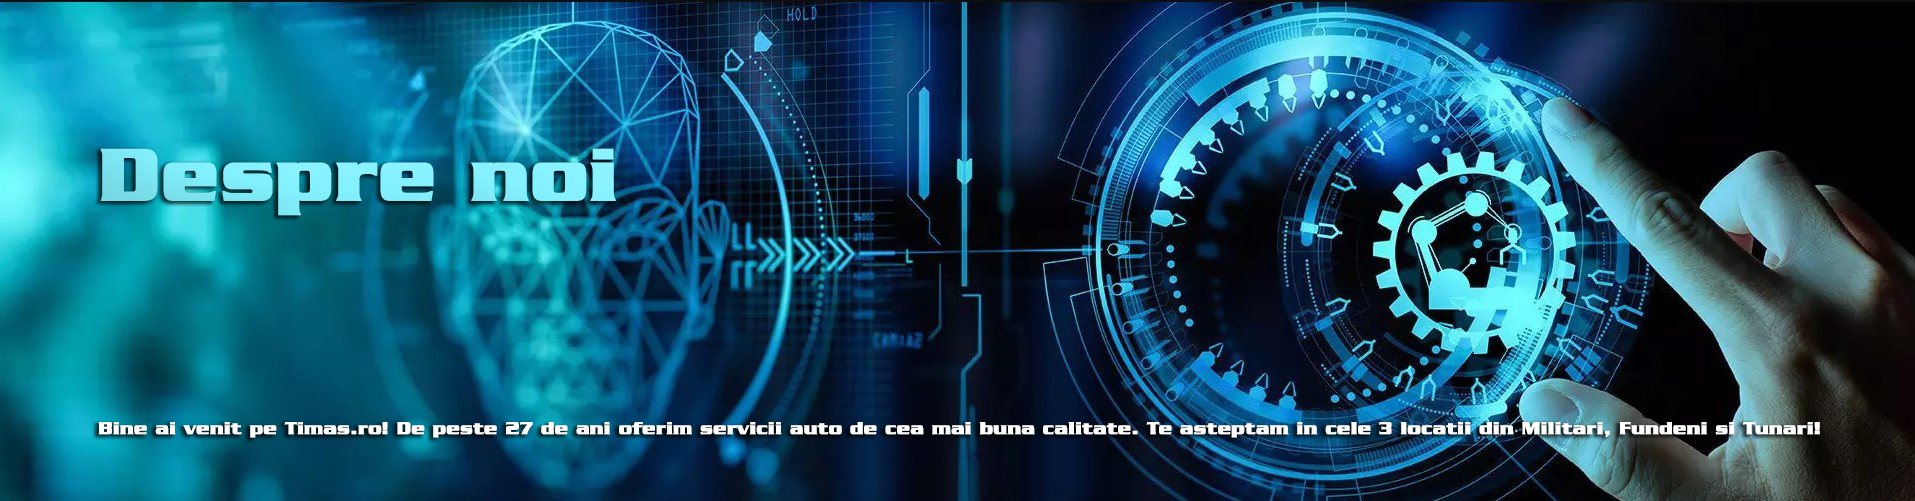 HOLD
Despre noi
Bine ai venit pe Timas.ro! De peste 27 de ani oferim servicii auto de cea mai buna calitate. Te asteptam in cele 3 locatii din Militari, Fundeni si Tunari!